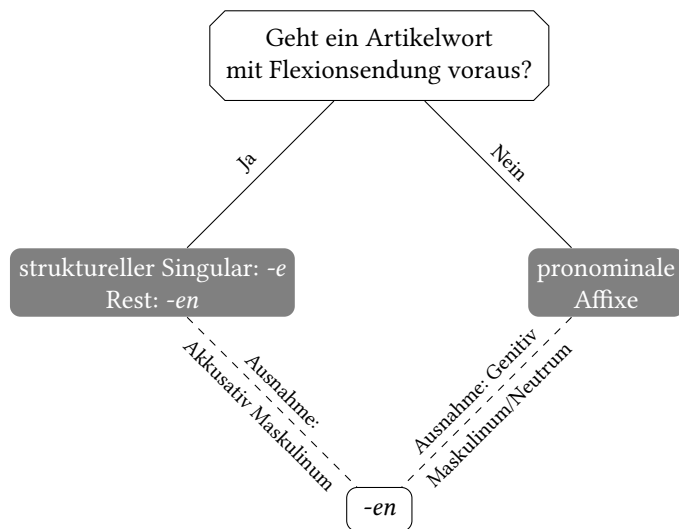 Geht ein Artikelwort
mit Flexionsendung voraus?
Ja
Nein
struktureller Singular: -e
Rest: -en
pronominale
Affixe
Ausnahme:
Akkusativ Maskulinum
Ausnahme: Genitiv
Maskulinum/Neutrum
-en